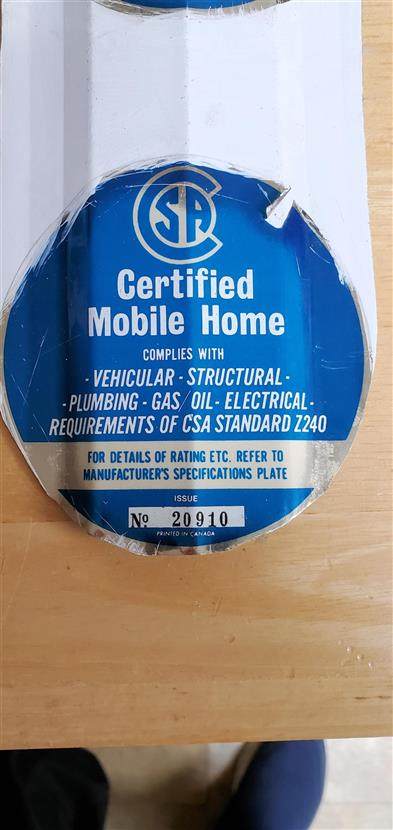 CSA
Certified
Mobile Home
COMPLIES WITH
- VEHICULAR - STRUCTURAL -
- PLUMBING - GAS / OIL - ELECTRICAL -
REQUIREMENTS OF CSA STANDARD Z240
FOR DETAILS OF RATING ETC. REFER TO
MANUFACTURER'S SPECIFICATIONS PLATE
ISSUE
No. 20910
PRINTED IN CANADA